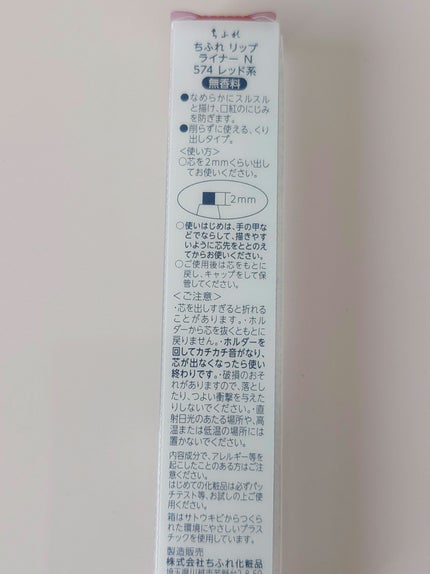 ちふれ
ちふれ リップ
ライナー N
574 レッド系
無香料
●なめらかにスルスル
と描け、口紅のにじみ
を防ぎます。
●削らずに使える、くり
出しタイプ。
<使い方>
○芯を2mmくらい出し
てお使いください。
2mm
○使いはじめは、手の甲な
どでならして、描きやす
いように芯先をととのえ
てからお使いください。
○ご使用後は芯をもとに
戻し、キャップをして保
管してください。
<ご注意>
・芯を出しすぎると折れる
ことがあります。・ホル
ダーから芯を抜くともとに
戻りません。・ホルダーを
回してカチカチ音がなり、
芯が出なくなったら使い
終わりです。・破損のおそ
れがありますので、落とし
たり、つよい衝撃を与えた
りしないでください。・直
射日光のあたる場所や、高
温または低温の場所には
置かないでください。
内容成分で、アレルギー等を
起こしたことのある方はご注
意ください。
はじめての化粧品は必ずパッ
チテスト等、お試しの上ご使
用ください。
箱はサトウキビからつくら
れた環境にやさしいプラス
チックを使用しています。
製造販売
株式会社ちふれ化粧品